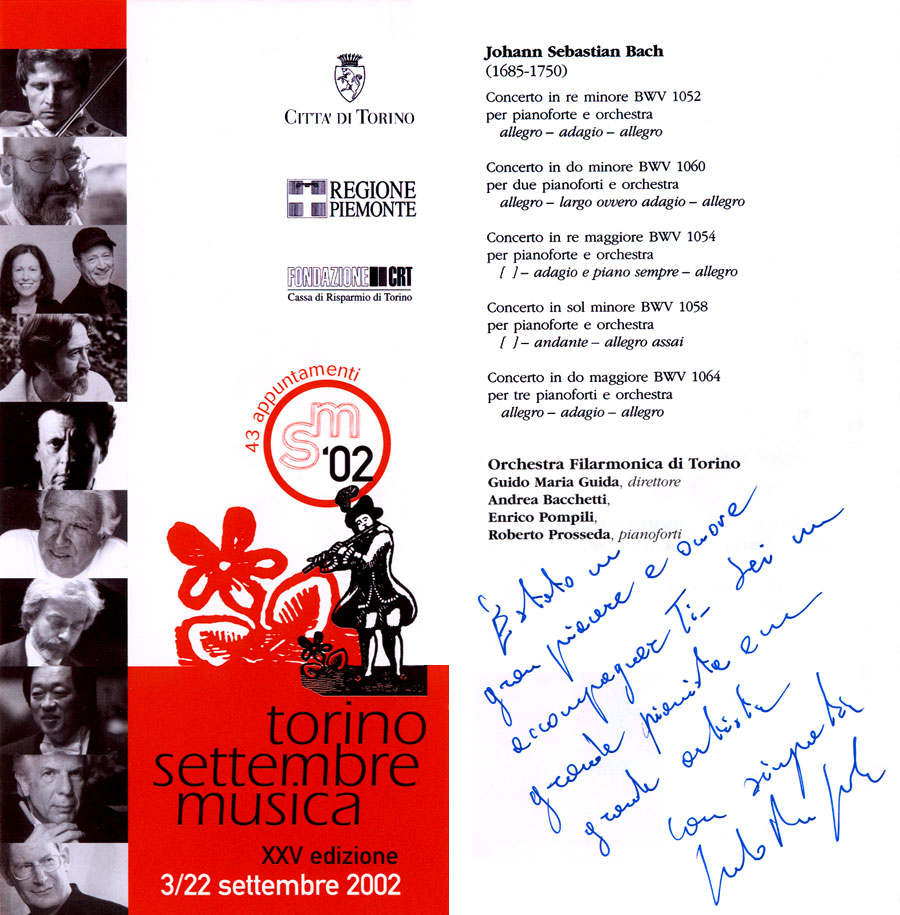 CITTA' DI TORINO
REGIONE
PIEMONTE
FONDAZIONE CRT
Cassa di Risparmio di Torino
43 appuntamenti
sm
'02
torino
settembre
musica
XXV edizione
3/22 settembre 2002
Johann Sebastian Bach
(1685-1750)
Concerto in re minore BWV 1052
per pianoforte e orchestra
allegro – adagio – allegro
Concerto in do minore BWV 1060
per due pianoforti e orchestra
allegro – largo ovvero adagio – allegro
Concerto in re maggiore BWV 1054
per pianoforte e orchestra
[ ] – adagio e piano sempre – allegro
Concerto in sol minore BWV 1058
per pianoforte e orchestra
[ ] – andante – allegro assai
Concerto in do maggiore BWV 1064
per tre pianoforti e orchestra
allegro – adagio – allegro
Orchestra Filarmonica di Torino
Guido Maria Guida, direttore
Andrea Bacchetti,
Enrico Pompili,
Roberto Prosseda, pianoforti
È stato un
gran piacere e onore
accompagnarTi – Sei un
grande pianista e un
grande artista
con simpatia